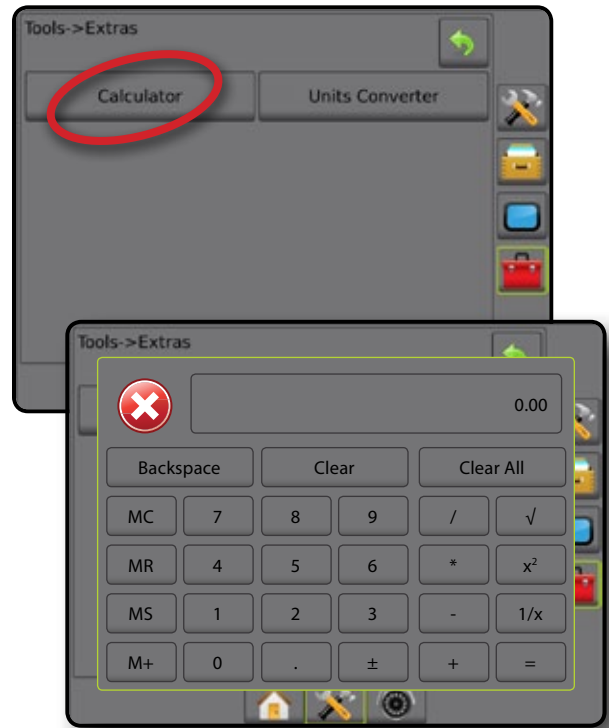 Tools->Extras
Calculator Units Converter
Tools->Extras
0.00
Backspace Clear Clear All
MC 7 8 9 / √
MR 4 5 6 * x²
MS 1 2 3 - 1/x
M+ 0 . ± + =